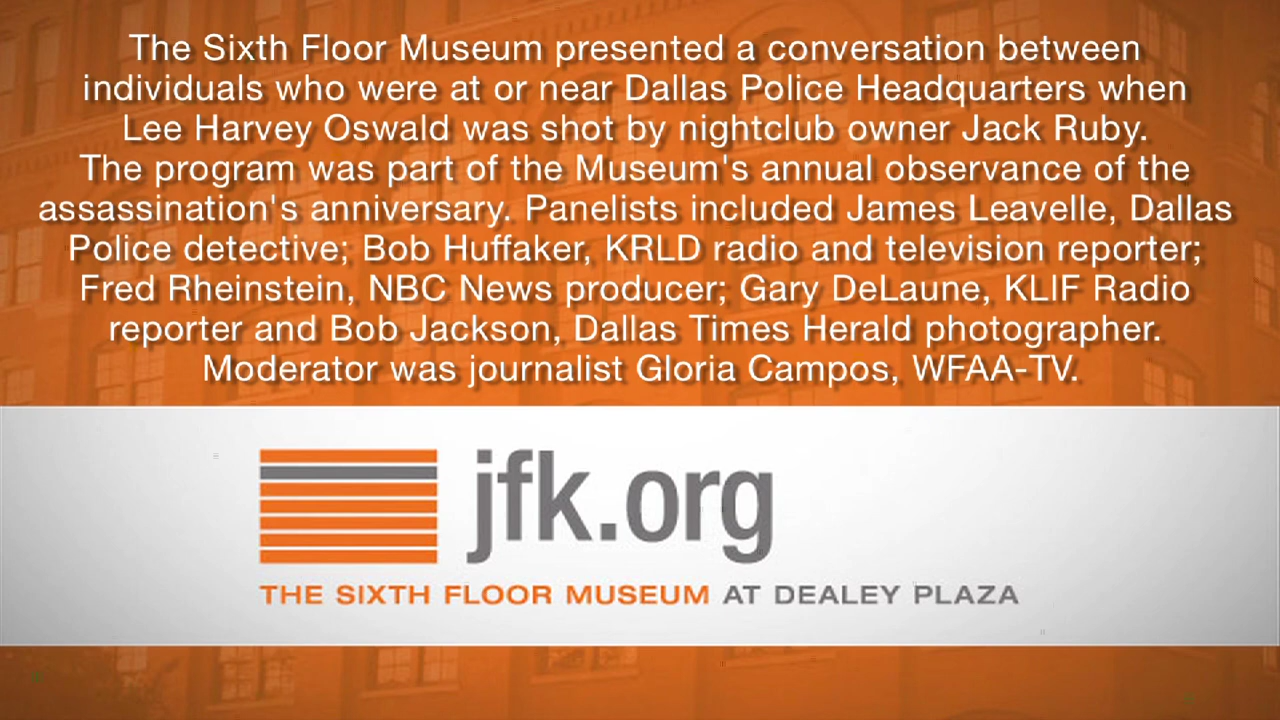 The Sixth Floor Museum presented a conversation between
individuals who were at or near Dallas Police Headquarters when
Lee Harvey Oswald was shot by nightclub owner Jack Ruby.
The program was part of the Museum's annual observance of the
assassination's anniversary. Panelists included James Leavelle, Dallas
Police detective; Bob Huffaker, KRLD radio and television reporter;
Fred Rheinstein, NBC News producer; Gary DeLaune, KLIF Radio
reporter and Bob Jackson, Dallas Times Herald photographer.
Moderator was journalist Gloria Campos, WFAA-TV.
jfk.org
THE SIXTH FLOOR MUSEUM AT DEALEY PLAZA